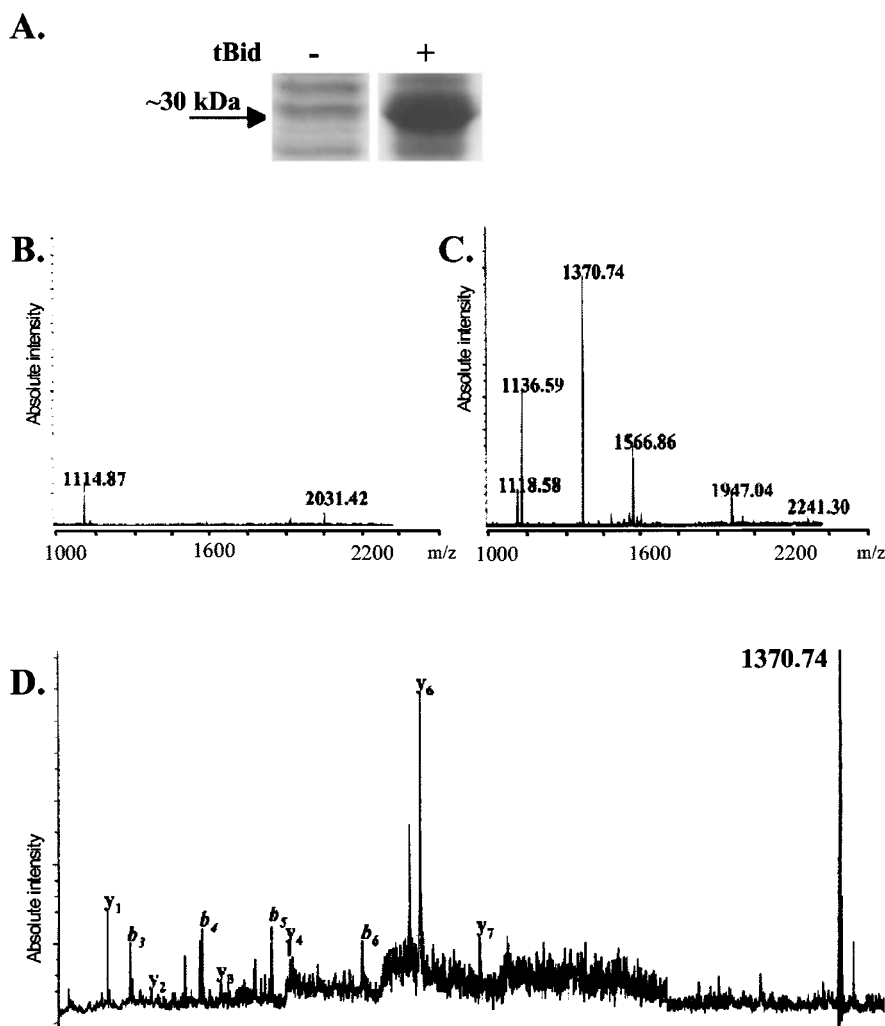 A.
tBid - +
~30 kDa
B.
Absolute intensity
1114.87
2031.42
1000 1600 2200 m/z
C.
Absolute intensity
1370.74
1136.59
1566.86
1118.58
1947.04
2241.30
1000 1600 2200 m/z
D.
Absolute intensity
1370.74
y6
y1
b3
y2
b4
y3
b5
y4
b6
y7